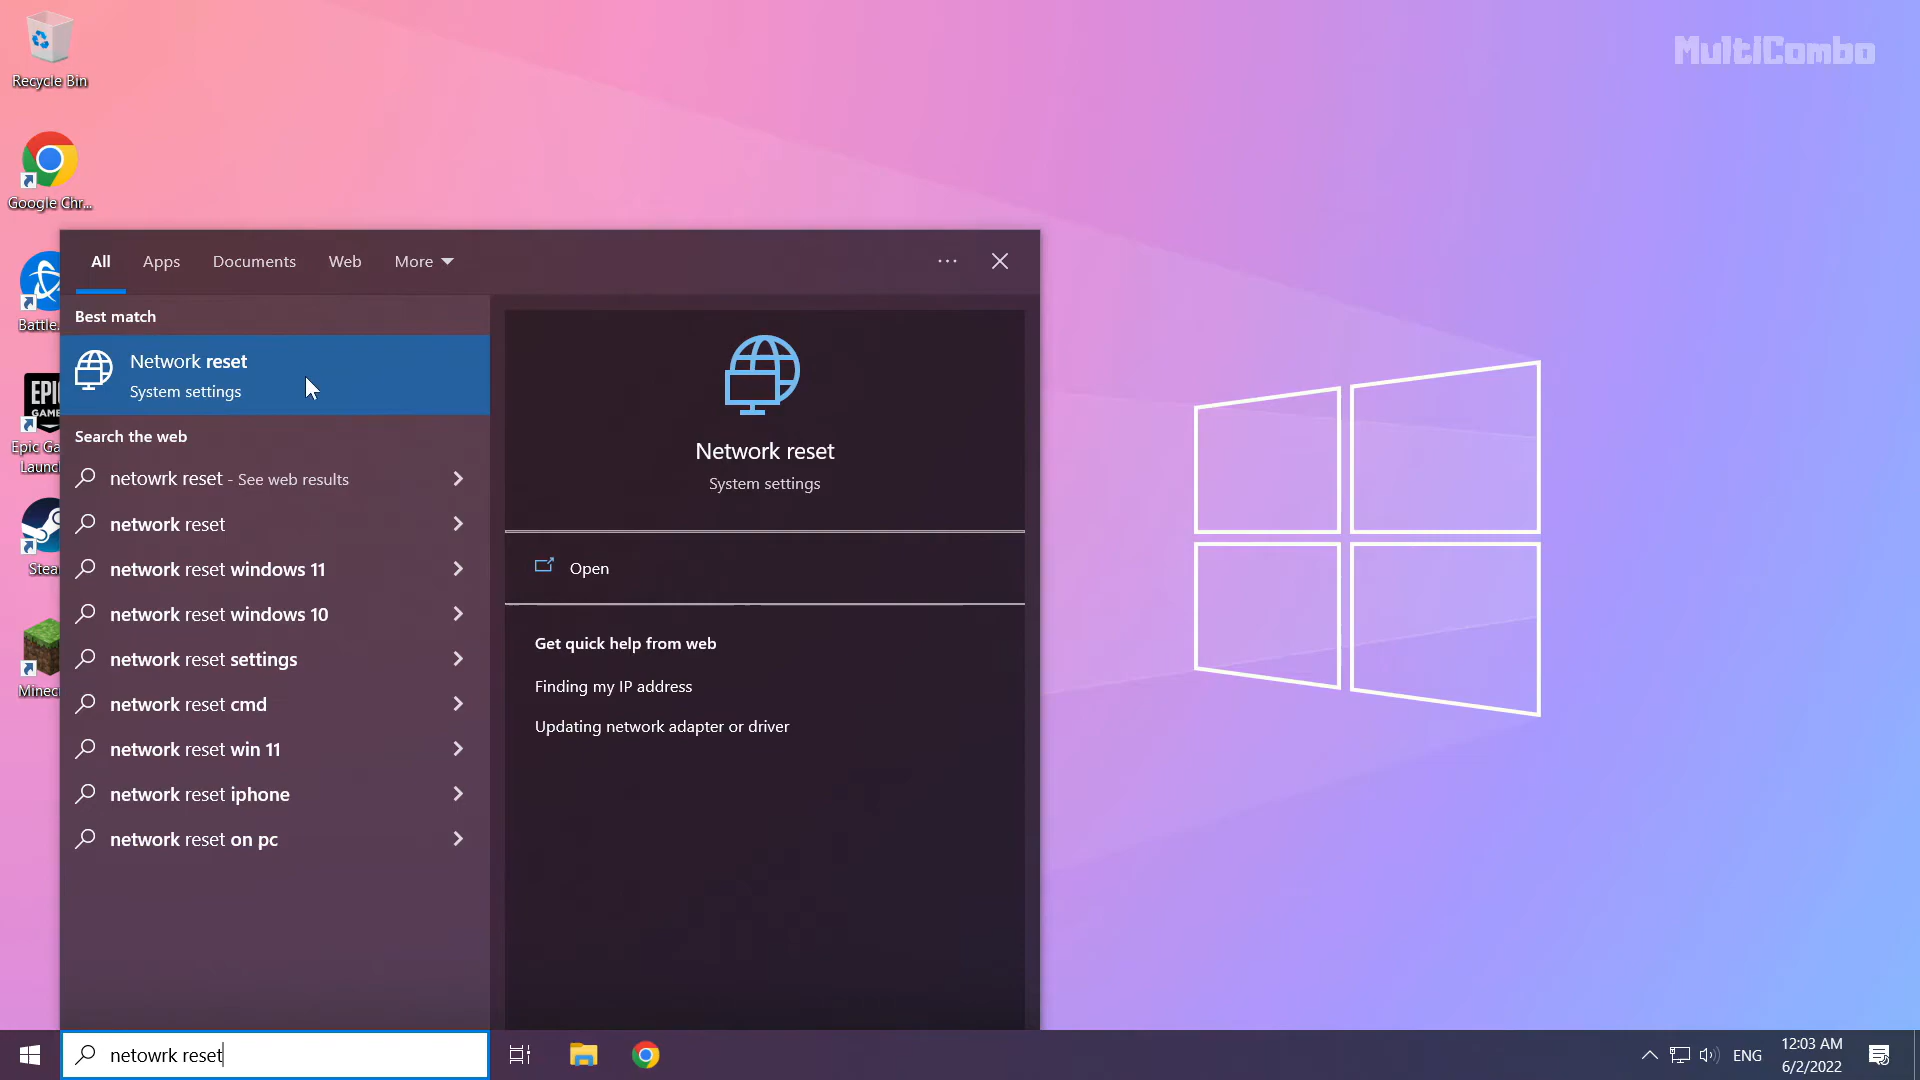 MultiCombo
Recycle Bin
Google Chr...
Battle.
EPIC
GAME
Epic Ga
Launc
Stea
Minec
All
Apps
Documents
Web
More
Best match
Network reset
System settings
Search the web
netowrk reset - See web results
network reset
network reset windows 11
network reset windows 10
network reset settings
network reset cmd
network reset win 11
network reset iphone
network reset on pc
Network reset
System settings
Open
Get quick help from web
Finding my IP address
Updating network adapter or driver
netowrk reset
ENG
12:03 AM
6/2/2022